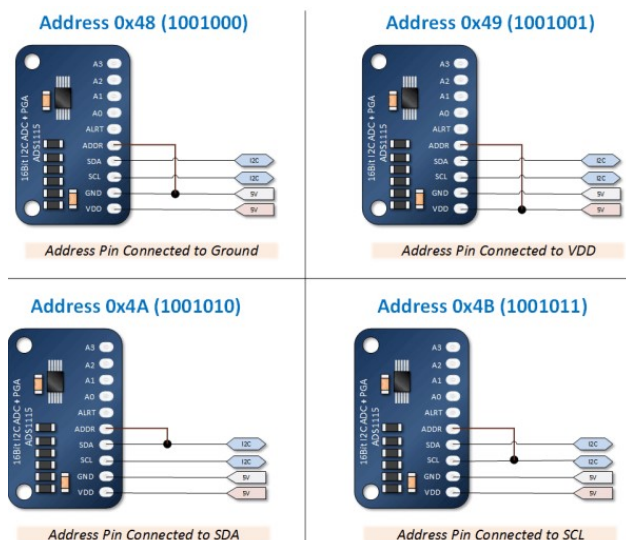 Address 0x48 (1001000)
A3
A2
A1
A0
ALRT
ADDR
SDA
SCL
GND
VDD
16Bit I2C ADC + PGA
ADS1115
I2C
I2C
5V
5V
Address Pin Connected to Ground
Address 0x49 (1001001)
A3
A2
A1
A0
ALRT
ADDR
SDA
SCL
GND
VDD
16Bit I2C ADC + PGA
ADS1115
I2C
I2C
5V
5V
Address Pin Connected to VDD
Address 0x4A (1001010)
A3
A2
A1
A0
ALRT
ADDR
SDA
SCL
GND
VDD
16Bit I2C ADC + PGA
ADS1115
I2C
I2C
5V
5V
Address Pin Connected to SDA
Address 0x4B (1001011)
A3
A2
A1
A0
ALRT
ADDR
SDA
SCL
GND
VDD
16Bit I2C ADC + PGA
ADS1115
I2C
I2C
5V
5V
Address Pin Connected to SCL